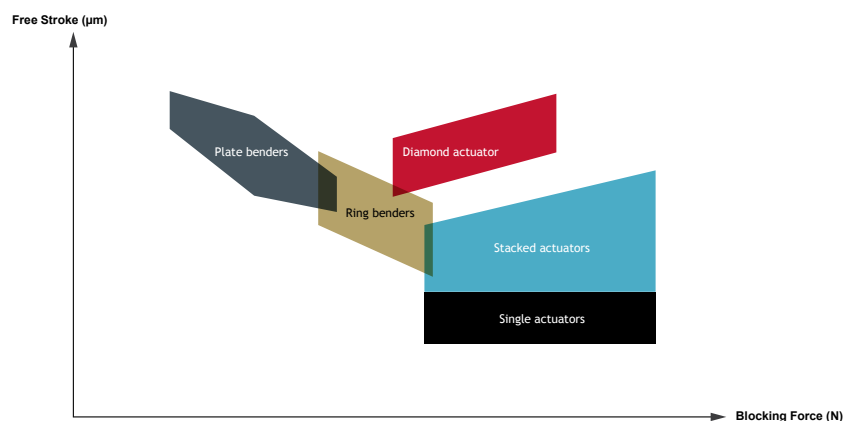 Free Stroke (µm)
Plate benders
Diamond actuator
Ring benders
Stacked actuators
Single actuators
Blocking Force (N)